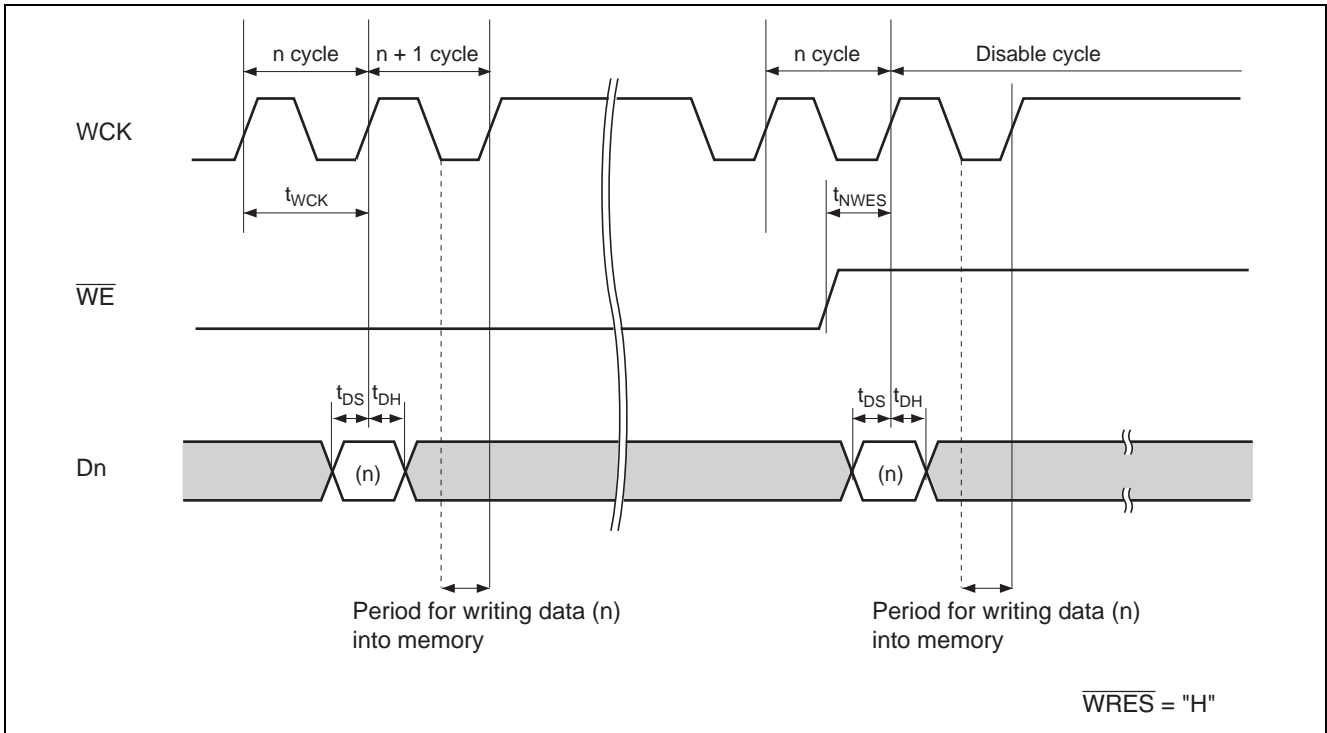 n cycle
n + 1 cycle
n cycle
Disable cycle
WCK
tWCK
tNWES
WE
tDS
tDH
tDS
tDH
Dn
(n)
(n)
Period for writing data (n)
into memory
Period for writing data (n)
into memory
WRES = "H"